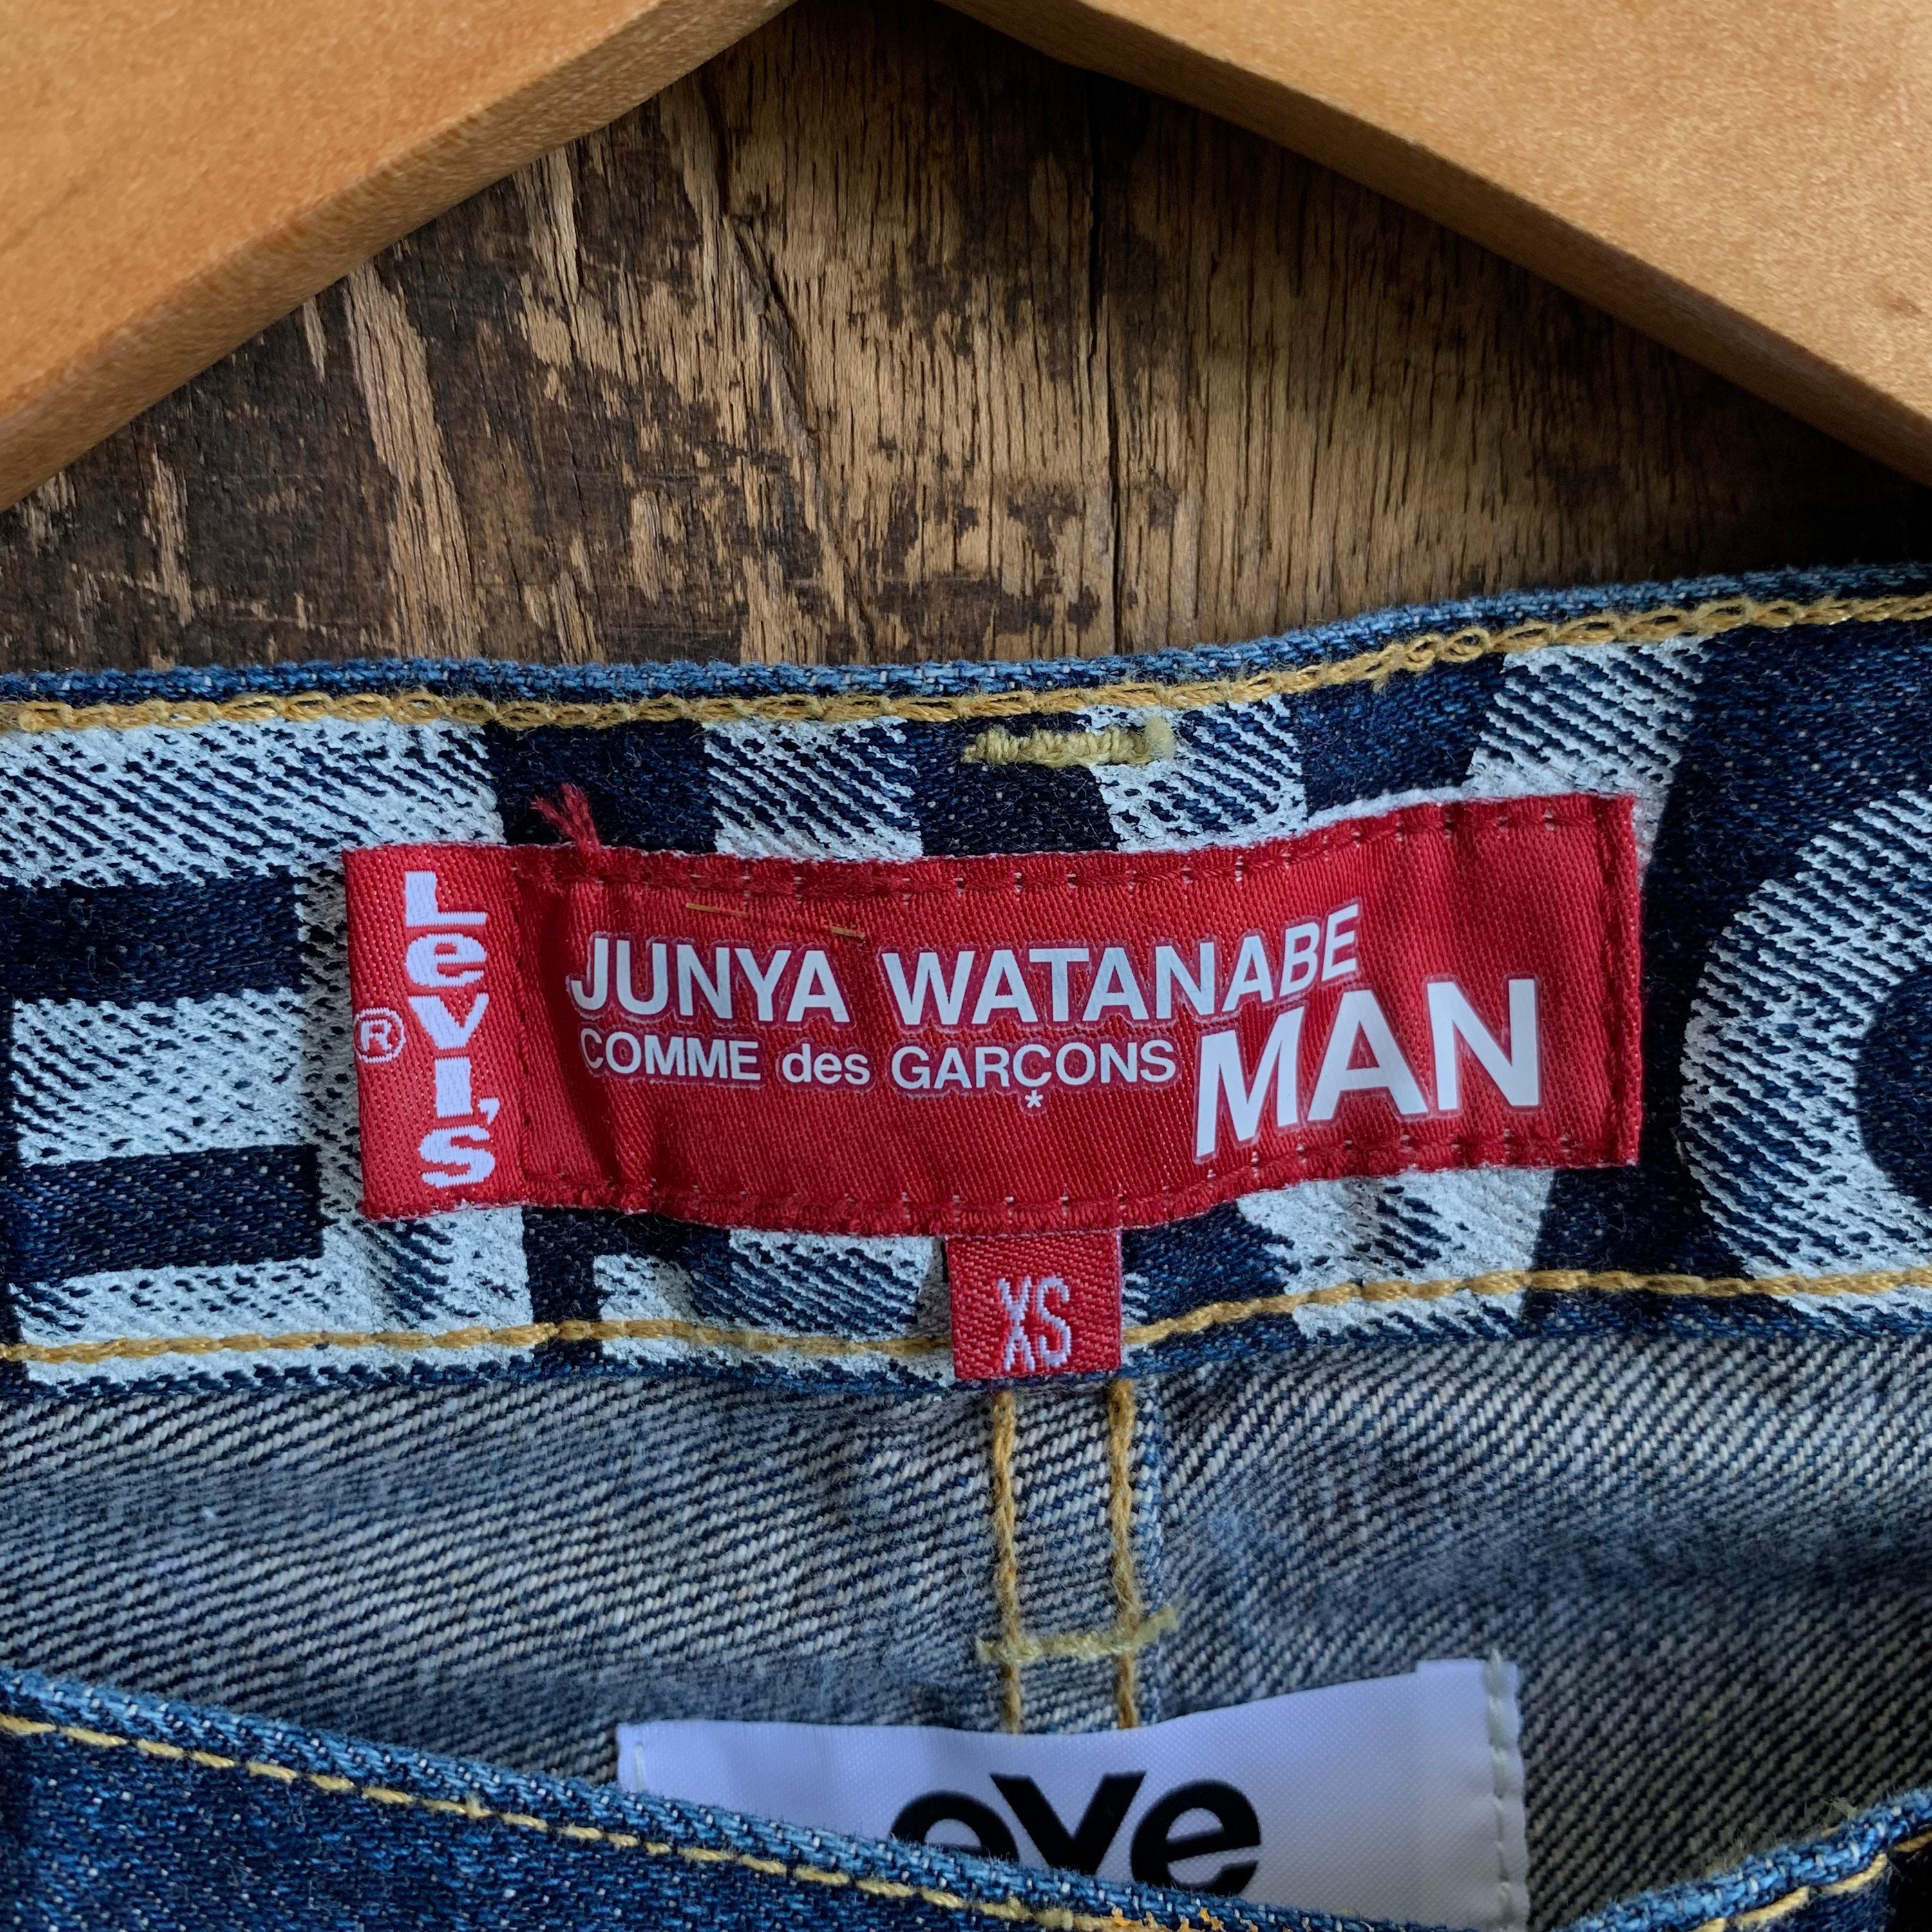 Levi's
®
JUNYA WATANABE
COMME des GARÇONS
*
MAN
XS
eYe